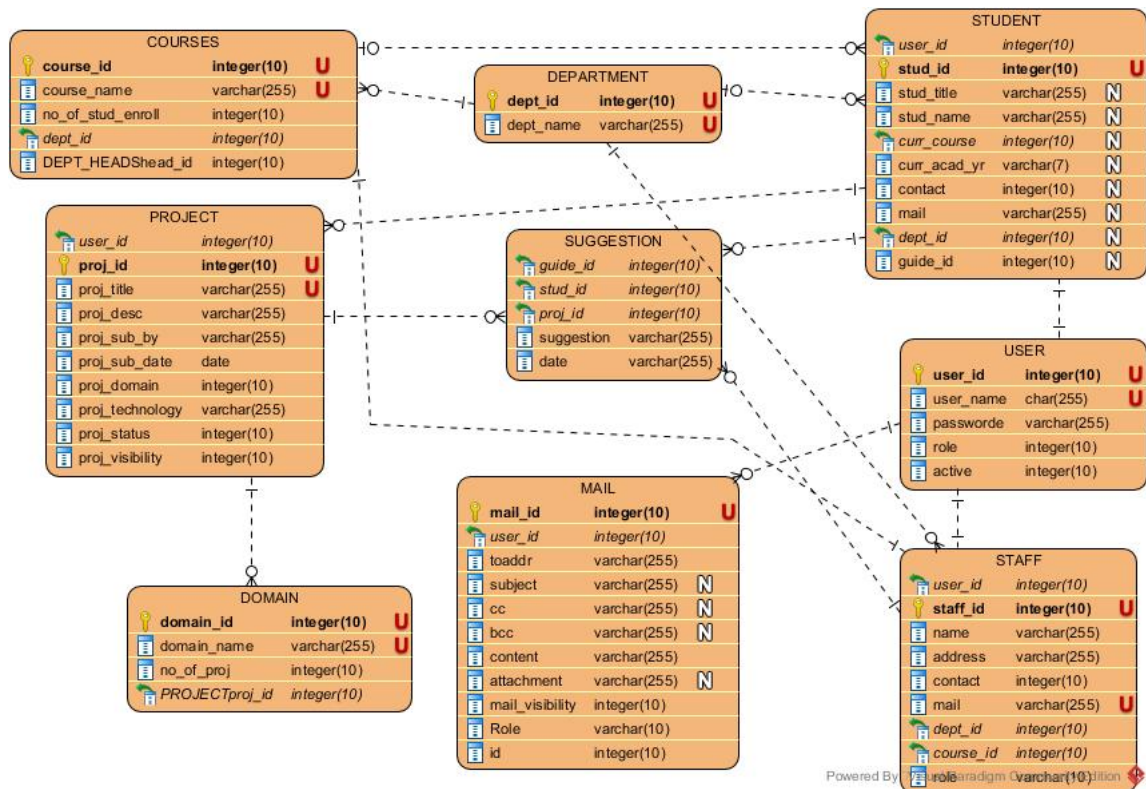 COURSES
course_id integer(10) U
course_name varchar(255) U
no_of_stud_enroll integer(10)
dept_id integer(10)
DEPT_HEADShead_id integer(10)
DEPARTMENT
dept_id integer(10) U
dept_name varchar(255) U
STUDENT
user_id integer(10)
stud_id integer(10) U
stud_title varchar(255) N
stud_name varchar(255) N
curr_course integer(10) N
curr_acad_yr varchar(7) N
contact integer(10) N
mail varchar(255) N
dept_id integer(10) N
guide_id integer(10) N
PROJECT
user_id integer(10)
proj_id integer(10) U
proj_title varchar(255) U
proj_desc varchar(255)
proj_sub_by varchar(255)
proj_sub_date date
proj_domain integer(10)
proj_technology varchar(255)
proj_status integer(10)
proj_visibility integer(10)
SUGGESTION
guide_id integer(10)
stud_id integer(10)
proj_id integer(10)
suggestion varchar(255)
date varchar(255)
USER
user_id integer(10) U
user_name char(255) U
passworde varchar(255)
role integer(10)
active integer(10)
MAIL
mail_id integer(10) U
user_id integer(10)
toaddr varchar(255)
subject varchar(255) N
cc varchar(255) N
bcc varchar(255) N
content varchar(255)
attachment varchar(255) N
mail_visibility integer(10)
Role varchar(10)
id integer(10)
DOMAIN
domain_id integer(10) U
domain_name varchar(255) U
no_of_proj integer(10)
PROJECTproj_id integer(10)
STAFF
user_id integer(10)
staff_id integer(10) U
name varchar(255)
address varchar(255)
contact integer(10)
mail varchar(255) U
dept_id integer(10)
course_id integer(10)
role varchar(10)
Powered By Visual Paradigm Community Edition